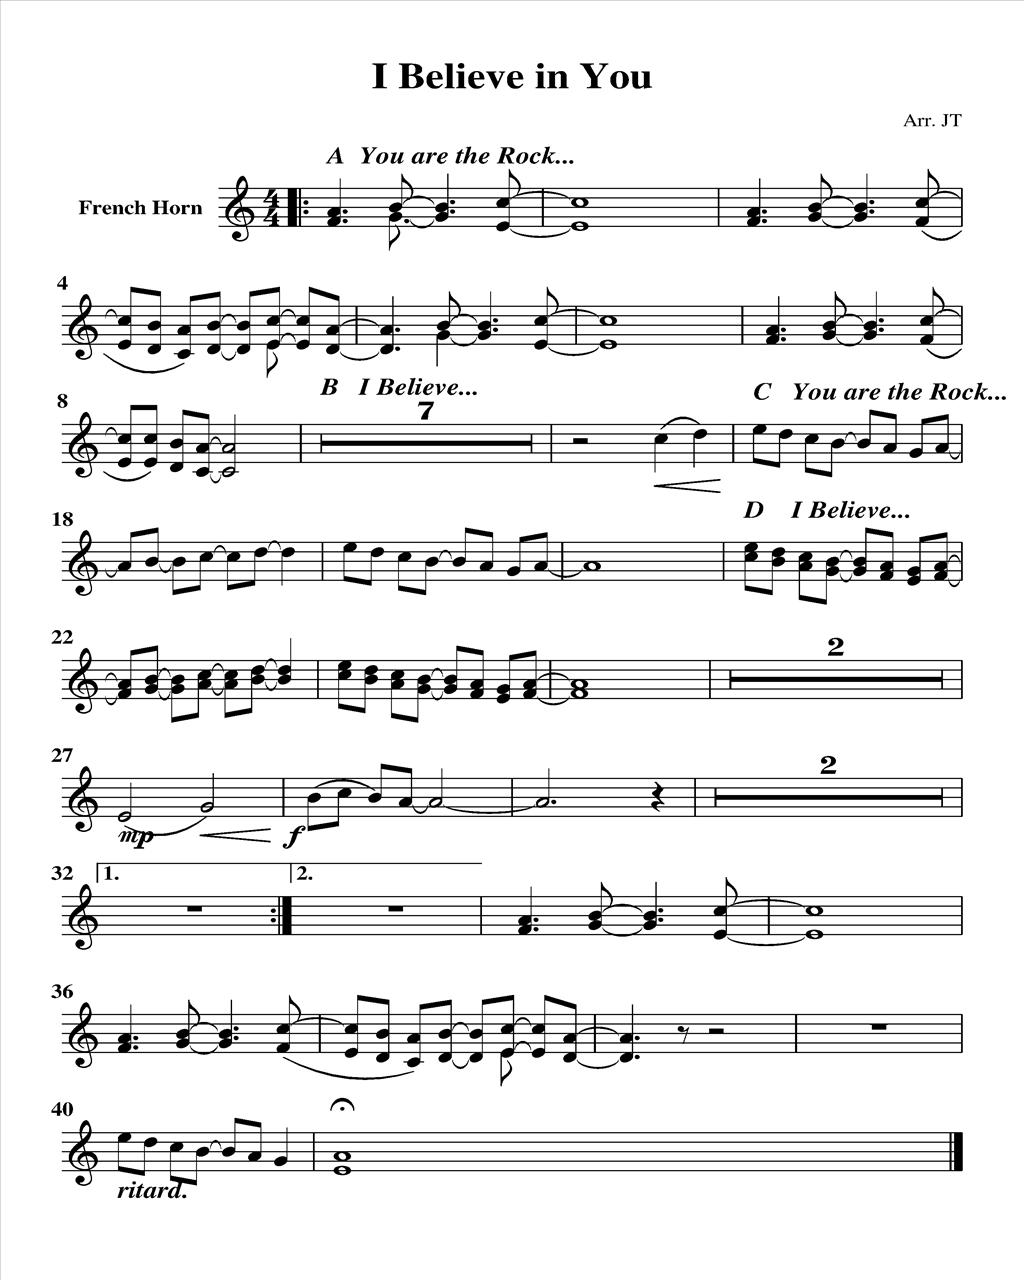 I Believe in You
Arr. JT
A You are the Rock...
French Horn
4
4
4
B I Believe...
C You are the Rock...
8
7
D I Believe...
18
22
2
27
2
mp
f
32
1.
2.
36
40
ritard.